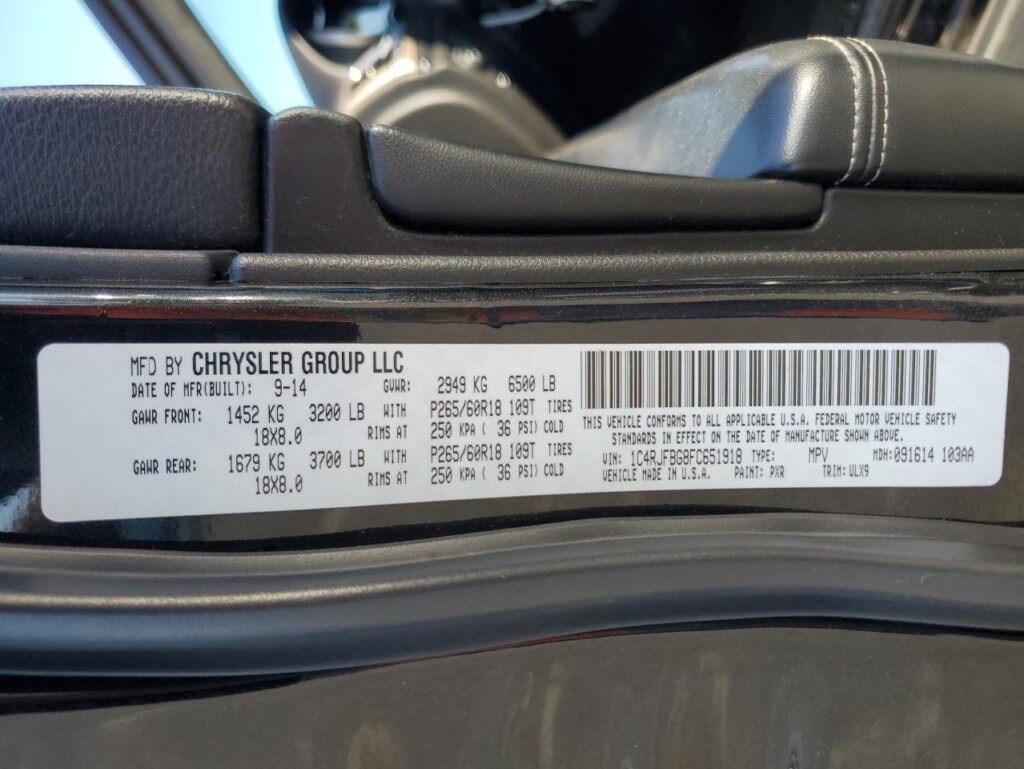 MFD BY CHRYSLER GROUP LLC
DATE OF MFR(BUILT): 9-14 GVWR: 2949 KG 6500 LB
GAWR FRONT: 1452 KG 3200 LB WITH P265/60R18 109T TIRES
18X8.0 RIMS AT 250 KPA ( 36 PSI) COLD
GAWR REAR: 1679 KG 3700 LB WITH P265/60R18 109T TIRES
18X8.0 RIMS AT 250 KPA ( 36 PSI) COLD
THIS VEHICLE CONFORMS TO ALL APPLICABLE U.S.A. FEDERAL MOTOR VEHICLE SAFETY
STANDARDS IN EFFECT ON THE DATE OF MANUFACTURE SHOWN ABOVE.
VIN: 1C4RJFBG8FC651918 TYPE: MPV MDH:091614 103AA
VEHICLE MADE IN U.S.A. PAINT: PXR TRIM: ULX9